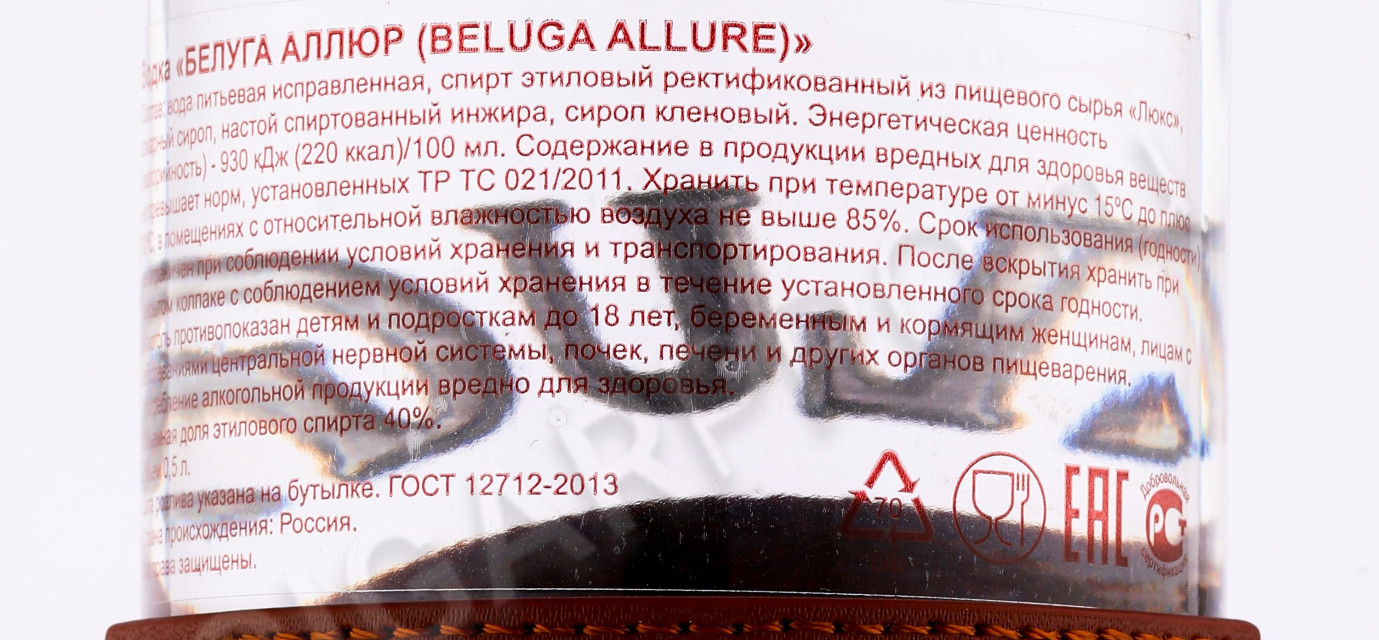 «БЕЛУГА АЛЛЮР (BELUGA ALLURE)»
вода питьевая исправленная, спирт этиловый ректификованный из пищевого сырья «Люкс»,
сироп, настой спиртованный инжира, сироп кленовый. Энергетическая ценность
- 930 кДж (220 ккал)/100 мл. Содержание в продукции вредных для здоровья веществ
норм, установленных ТР ТС 021/2011. Хранить при температуре от минус 15°С до плюс
в помещениях с относительной влажностью воздуха не выше 85%. Срок использования (годности)
при соблюдении условий хранения и транспортирования. После вскрытия хранить при
колпаке с соблюдением условий хранения в течение установленного срока годности.
противопоказан детям и подросткам до 18 лет, беременным и кормящим женщинам, лицам с
центральной нервной системы, почек, печени и других органов пищеварения.
алкогольной продукции вредно для здоровья.
доля этилового спирта 40%.
0,5 л.
указана на бутылке. ГОСТ 12712-2013
происхождения: Россия.
защищены.
70
EAC
Добровольная
РСТ
сертификация